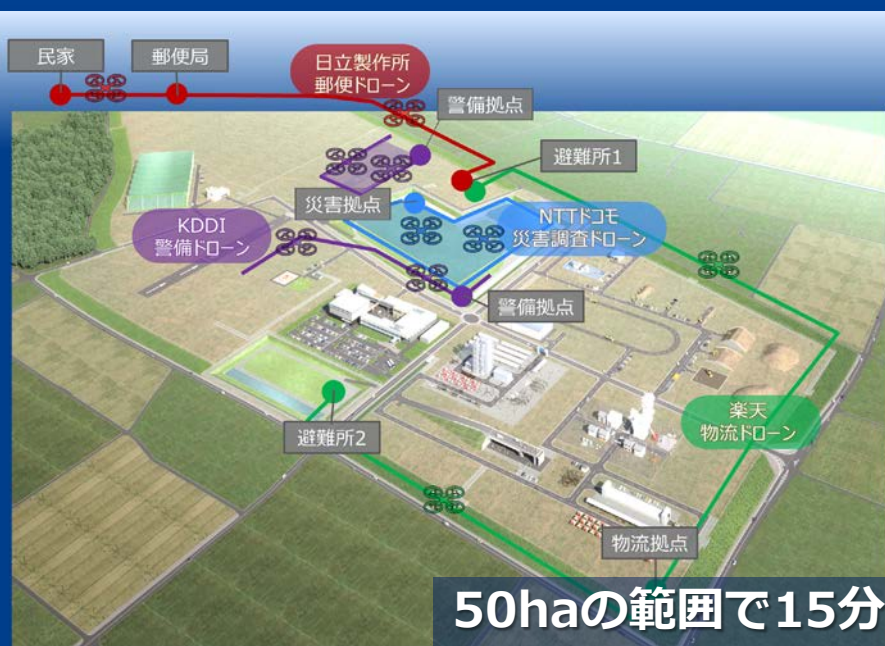 民家
郵便局
日立製作所
郵便ドローン
警備拠点
避難所1
災害拠点
KDDI
警備ドローン
NTTドコモ
災害調査ドローン
警備拠点
楽天
物流ドローン
避難所2
物流拠点
50haの範囲で15分